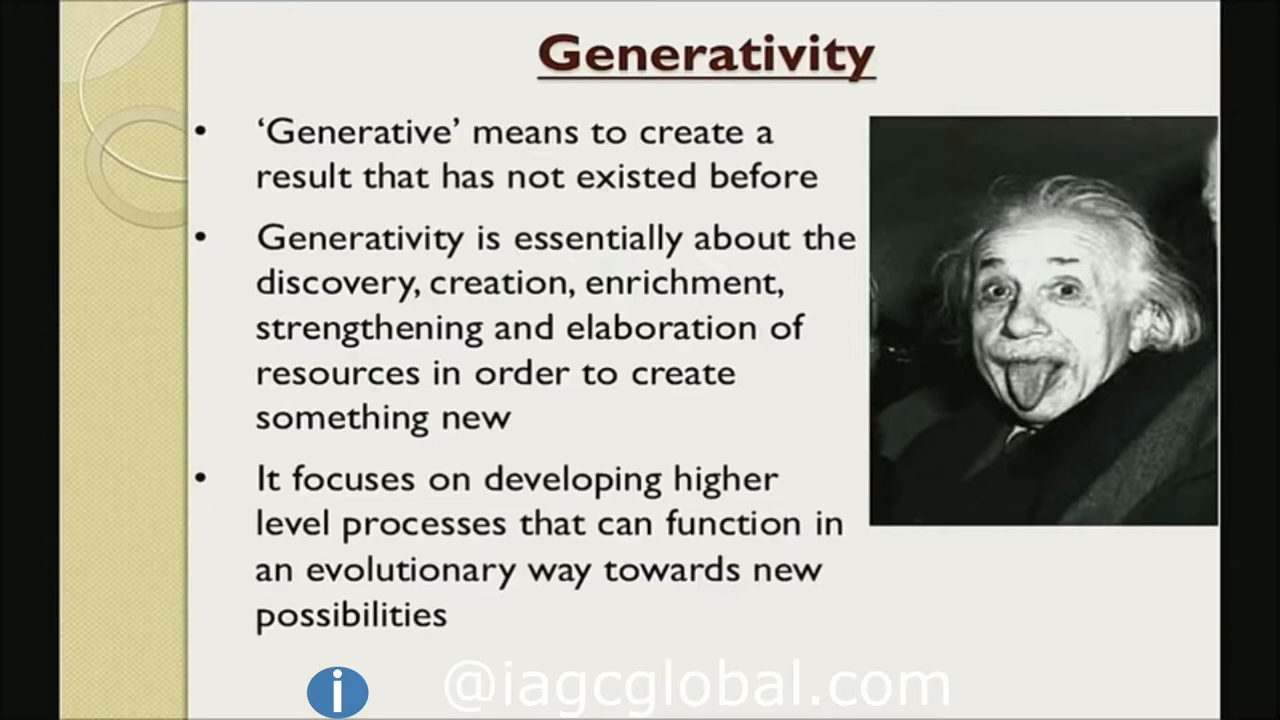 Generativity
• ‘Generative’ means to create a
result that has not existed before
• Generativity is essentially about the
discovery, creation, enrichment,
strengthening and elaboration of
resources in order to create
something new
• It focuses on developing higher
level processes that can function in
an evolutionary way towards new
possibilities
i @iagcglobal.com